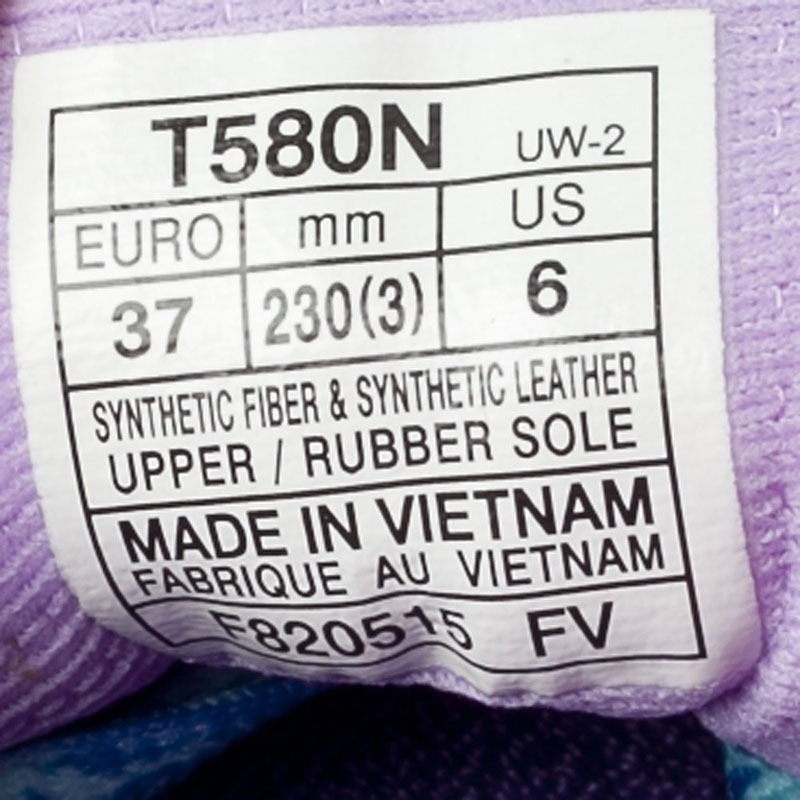 T580N UW-2
EURO mm US
37 230(3) 6
SYNTHETIC FIBER & SYNTHETIC LEATHER
UPPER / RUBBER SOLE
MADE IN VIETNAM
FABRIQUE AU VIETNAM
F820515 FV